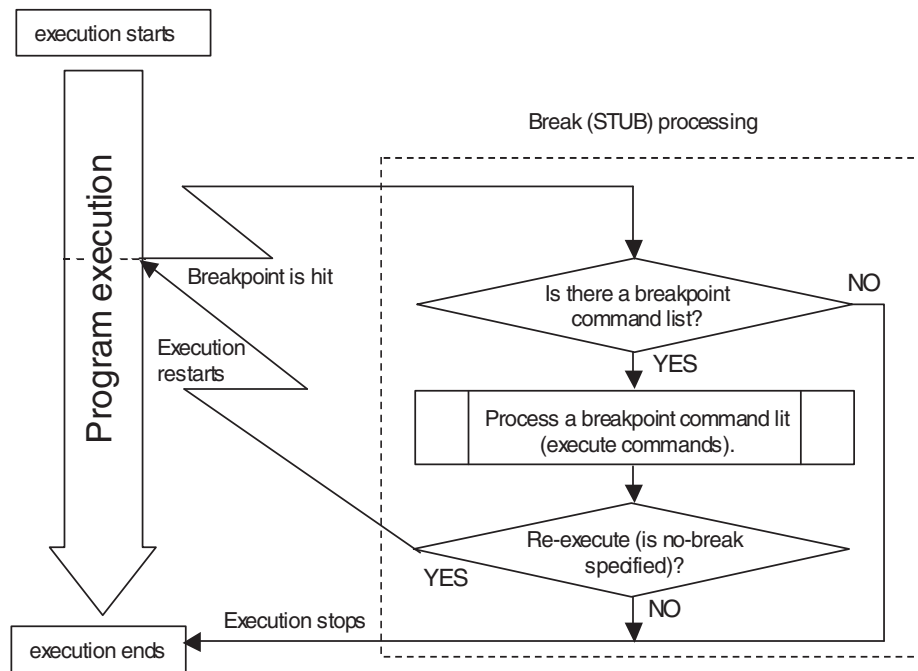 execution starts
Break (STUB) processing
Program execution
Breakpoint is hit
Is there a breakpoint
command list?
NO
YES
Execution
restarts
Process a breakpoint command lit
(execute commands).
Re-execute (is no-break
specified)?
YES
NO
Execution stops
execution ends